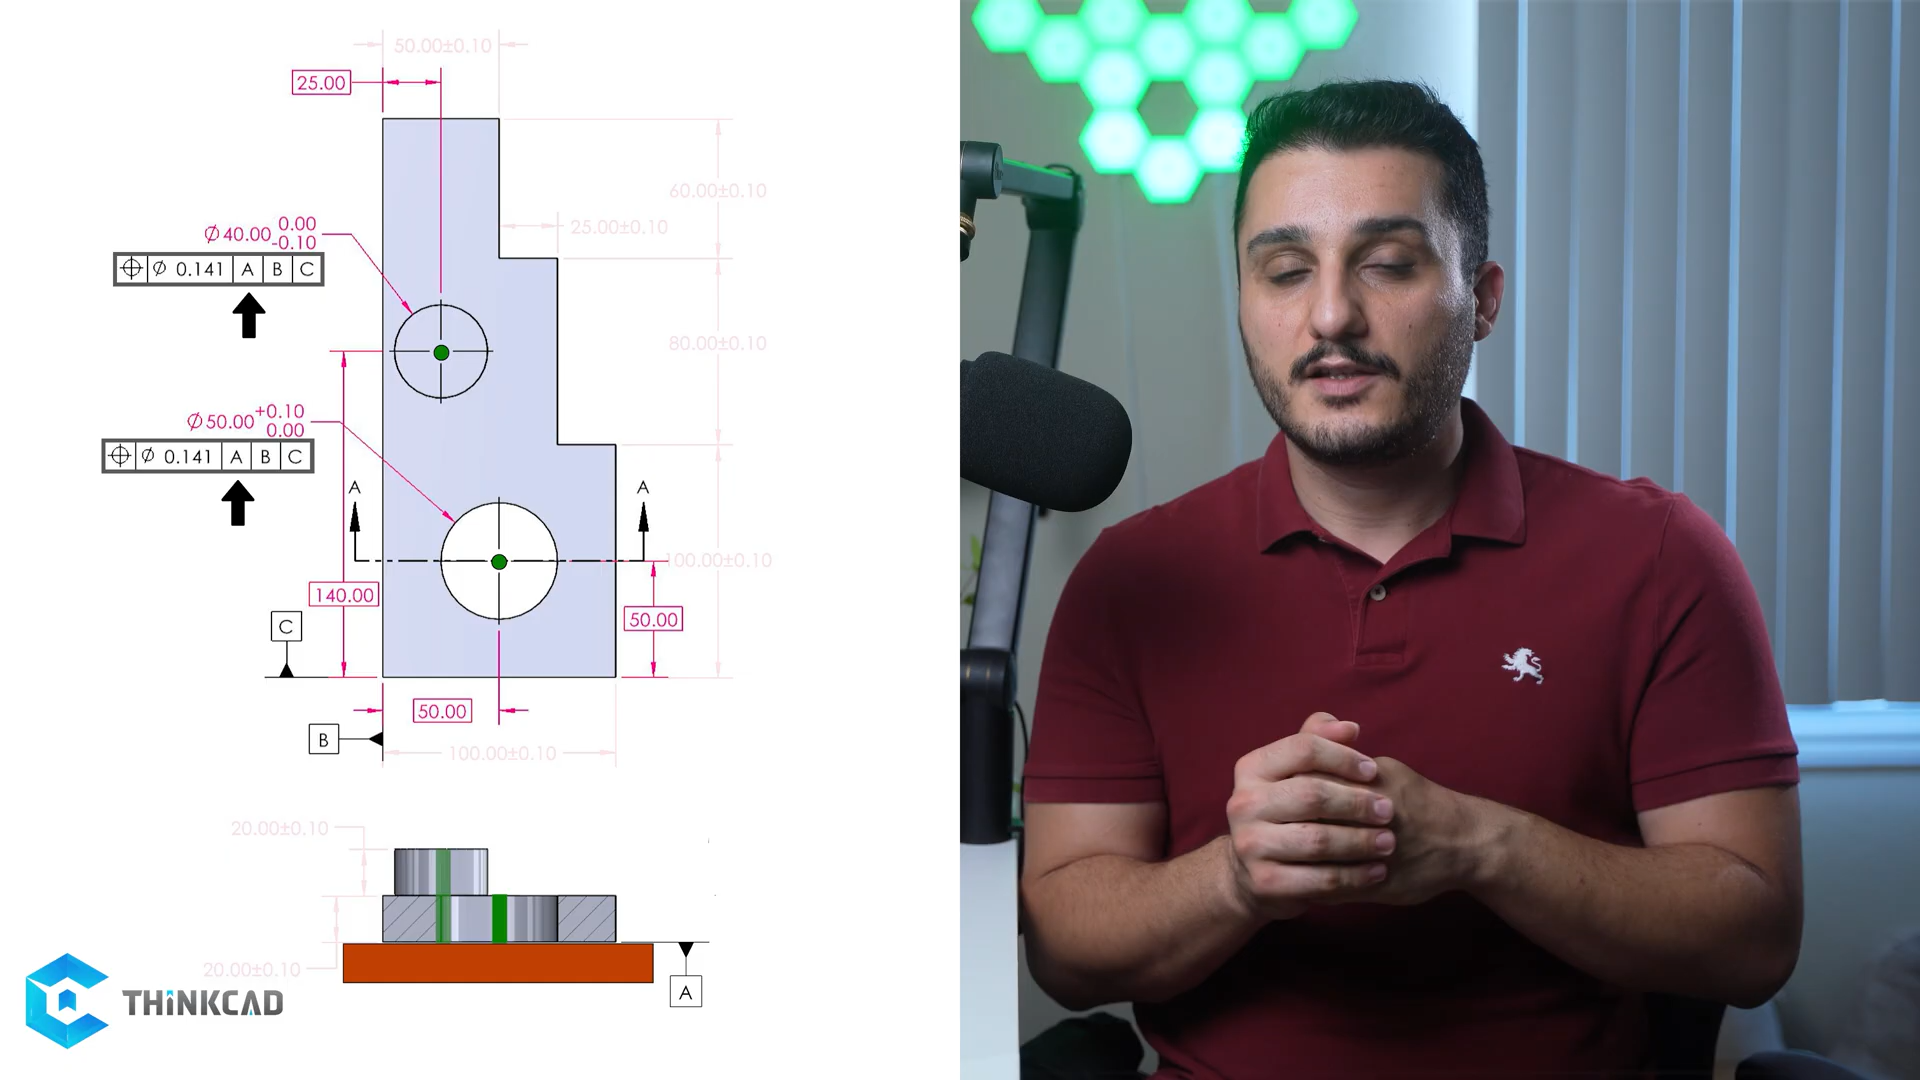 50.00±0.10
25.00
60.00±0.10
25.00±0.10
⌀40.00 0.00
-0.10
⌖ ⌀ 0.141 A B C
80.00±0.10
⌀50.00 +0.10
0.00
⌖ ⌀ 0.141 A B C
A A
100.00±0.10
140.00
50.00
C
50.00
B
100.00±0.10
20.00±0.10
20.00±0.10
A
THINKCAD